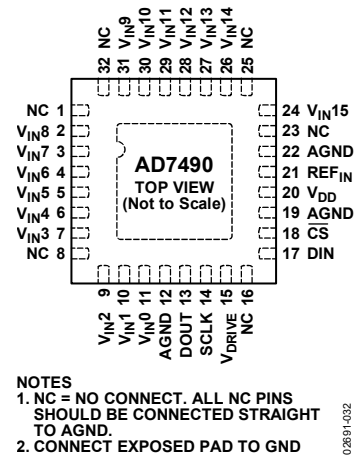 32 NC
31 VIN9
30 VIN10
29 VIN11
28 VIN12
27 VIN13
26 VIN14
25 NC
NC 1
VIN8 2
VIN7 3
VIN6 4
VIN5 5
VIN4 6
VIN3 7
NC 8
AD7490
TOP VIEW
(Not to Scale)
24 VIN15
23 NC
22 AGND
21 REFIN
20 VDD
19 AGND
18 CS
17 DIN
VIN2 9
VIN1 10
VIN0 11
AGND 12
DOUT 13
SCLK 14
VDRIVE 15
NC 16
NOTES
1. NC = NO CONNECT. ALL NC PINS
SHOULD BE CONNECTED STRAIGHT
TO AGND.
2. CONNECT EXPOSED PAD TO GND
02691-032